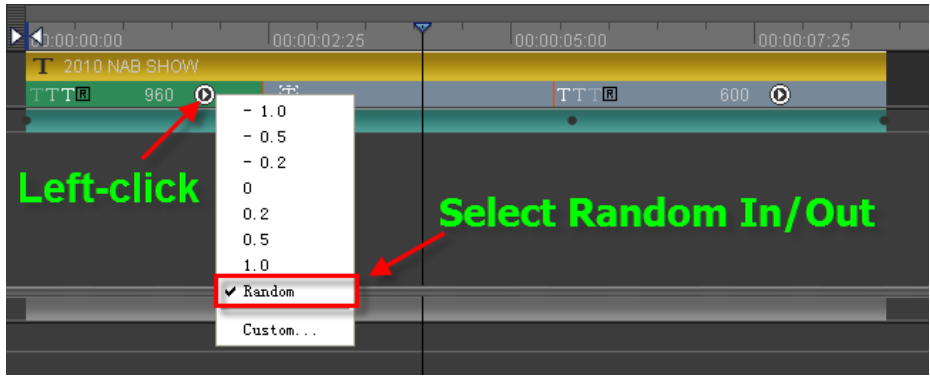 00:00:00:00 00:00:02:25 00:00:05:00 00:00:07:25
T 2010 NAB SHOW
TTTR 960 T TTTR 600
- 1.0
- 0.5
- 0.2
0
0.2
0.5
1.0
Random
Custom...
Left-click
Select Random In/Out